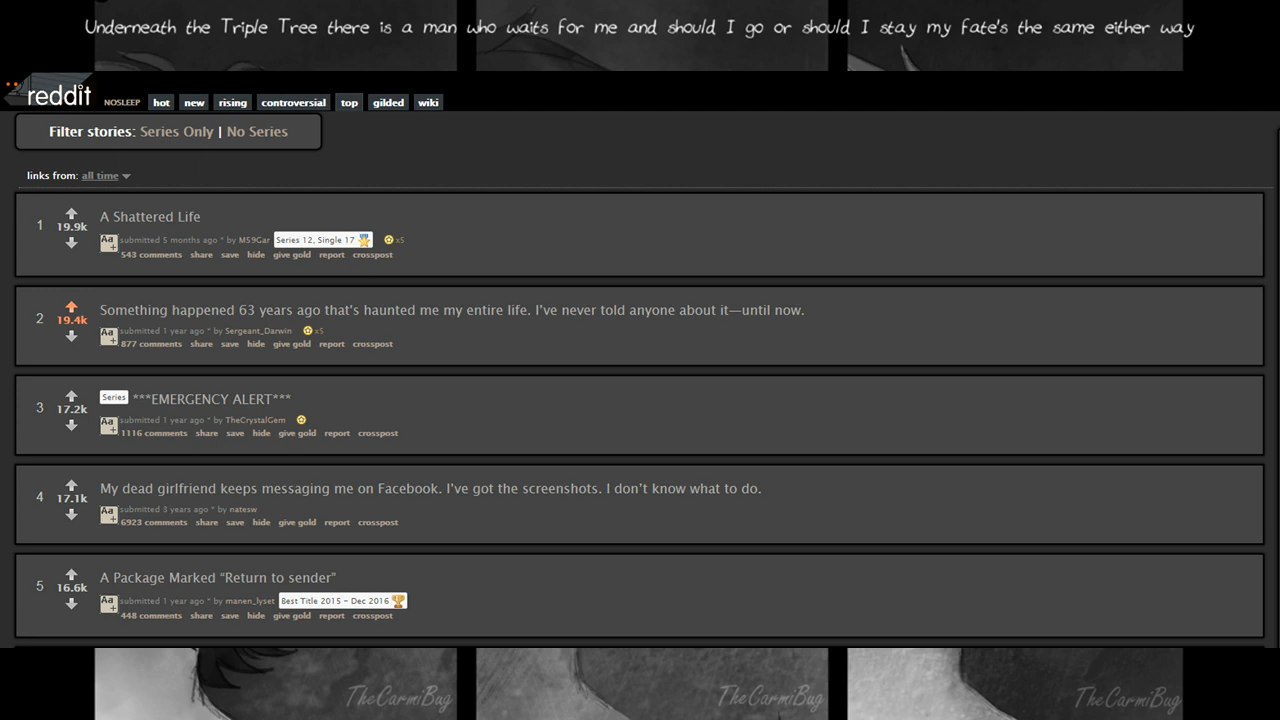 Underneath the Triple Tree there is a man who waits for me and should I go or should I stay my fate's the same either way
reddit NOSLEEP hot new rising controversial top gilded wiki
Filter stories: Series Only | No Series
links from: all time
1
19.9k
A Shattered Life
Aa+ submitted 5 months ago * by M59Gar Series 12, Single 17 x5
543 comments share save hide give gold report crosspost
2
19.4k
Something happened 63 years ago that's haunted me my entire life. I've never told anyone about it—until now.
Aa+ submitted 1 year ago * by Sergeant_Darwin x5
877 comments share save hide give gold report crosspost
3
17.2k
Series ***EMERGENCY ALERT***
Aa+ submitted 1 year ago * by TheCrystalGem
1116 comments share save hide give gold report crosspost
4
17.1k
My dead girlfriend keeps messaging me on Facebook. I've got the screenshots. I don't know what to do.
Aa+ submitted 3 years ago * by natesw
6923 comments share save hide give gold report crosspost
5
16.6k
A Package Marked “Return to sender”
Aa+ submitted 1 year ago * by manen_lyset Best Title 2015 - Dec 2016
448 comments share save hide give gold report crosspost
TheCarmiBug TheCarmiBug TheCarmiBug